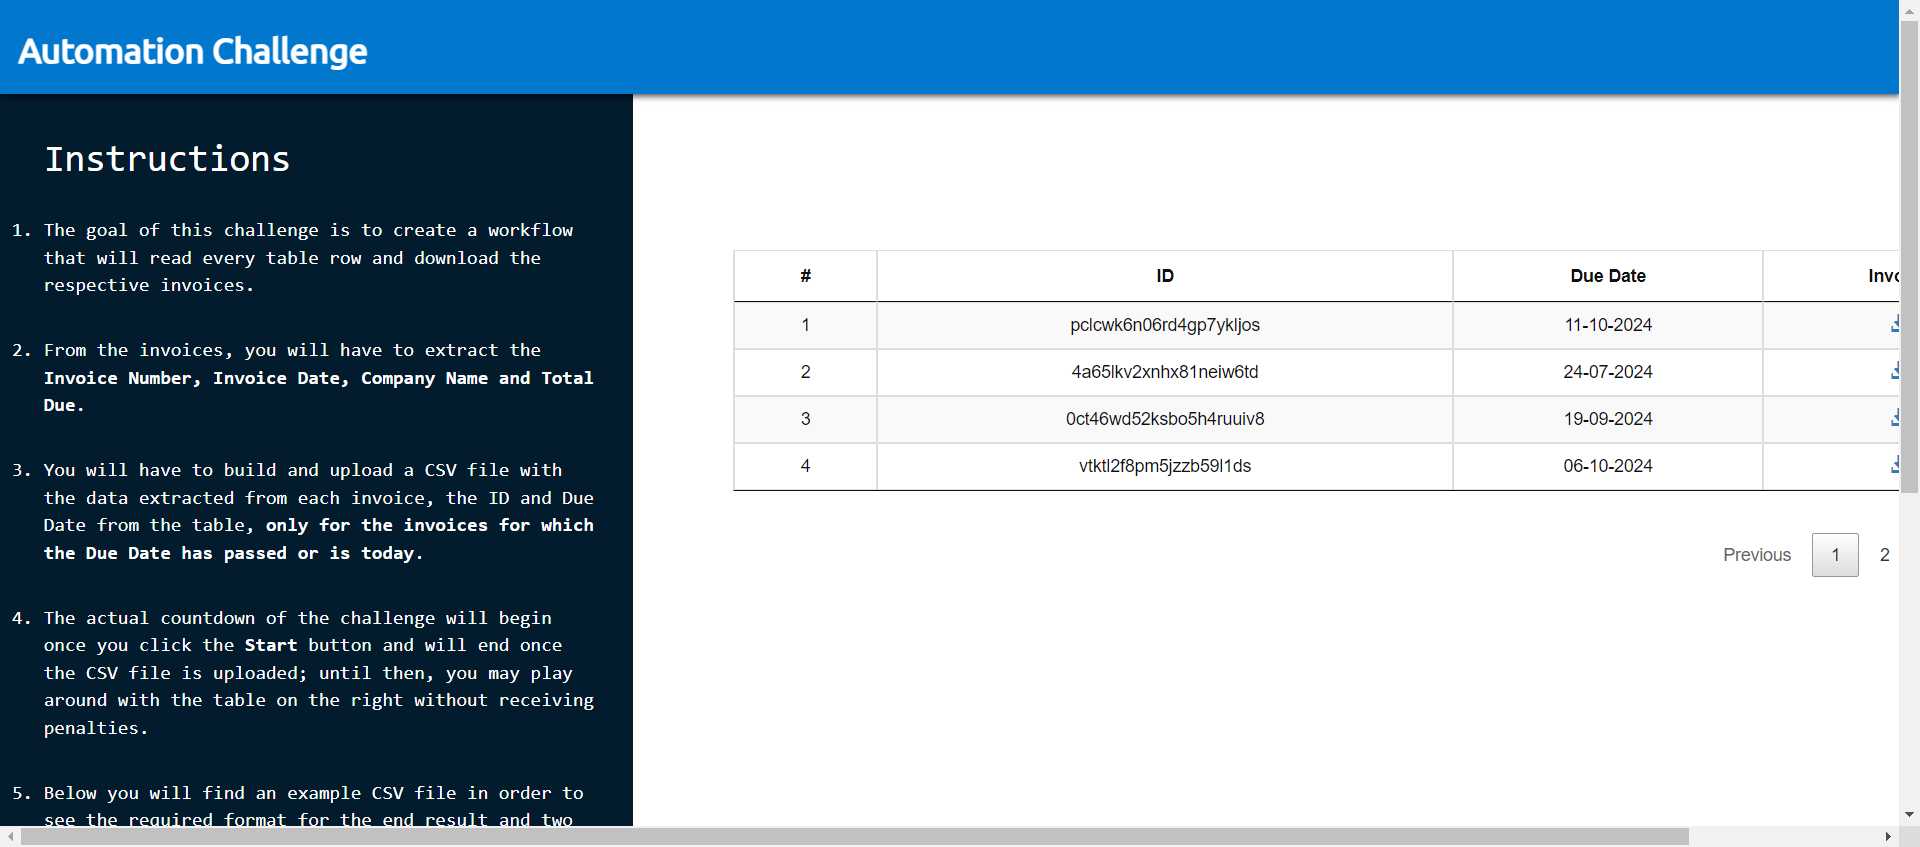 Automation Challenge
Instructions
1. The goal of this challenge is to create a workflow
that will read every table row and download the
respective invoices.
2. From the invoices, you will have to extract the
Invoice Number, Invoice Date, Company Name and Total
Due.
3. You will have to build and upload a CSV file with
the data extracted from each invoice, the ID and Due
Date from the table, only for the invoices for which
the Due Date has passed or is today.
4. The actual countdown of the challenge will begin
once you click the Start button and will end once
the CSV file is uploaded; until then, you may play
around with the table on the right without receiving
penalties.
5. Below you will find an example CSV file in order to
see the required format for the end result and two
# ID Due Date Invo
1 pclcwk6n06rd4gp7ykljos 11-10-2024
2 4a65lkv2xnhx81neiw6td 24-07-2024
3 0ct46wd52ksbo5h4ruuiv8 19-09-2024
4 vtktl2f8pm5jzzb59l1ds 06-10-2024
Previous 1 2